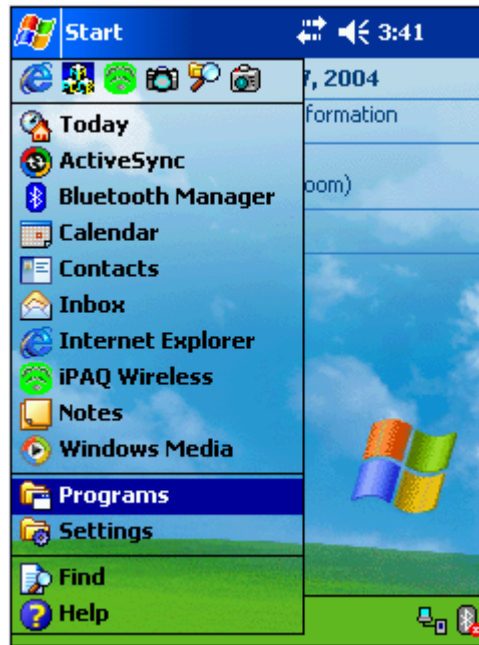 Start 3:41
7, 2004
formation
Today
ActiveSync
oom)
Bluetooth Manager
Calendar
Contacts
Inbox
Internet Explorer
iPAQ Wireless
Notes
Windows Media
Programs
Settings
Find
Help